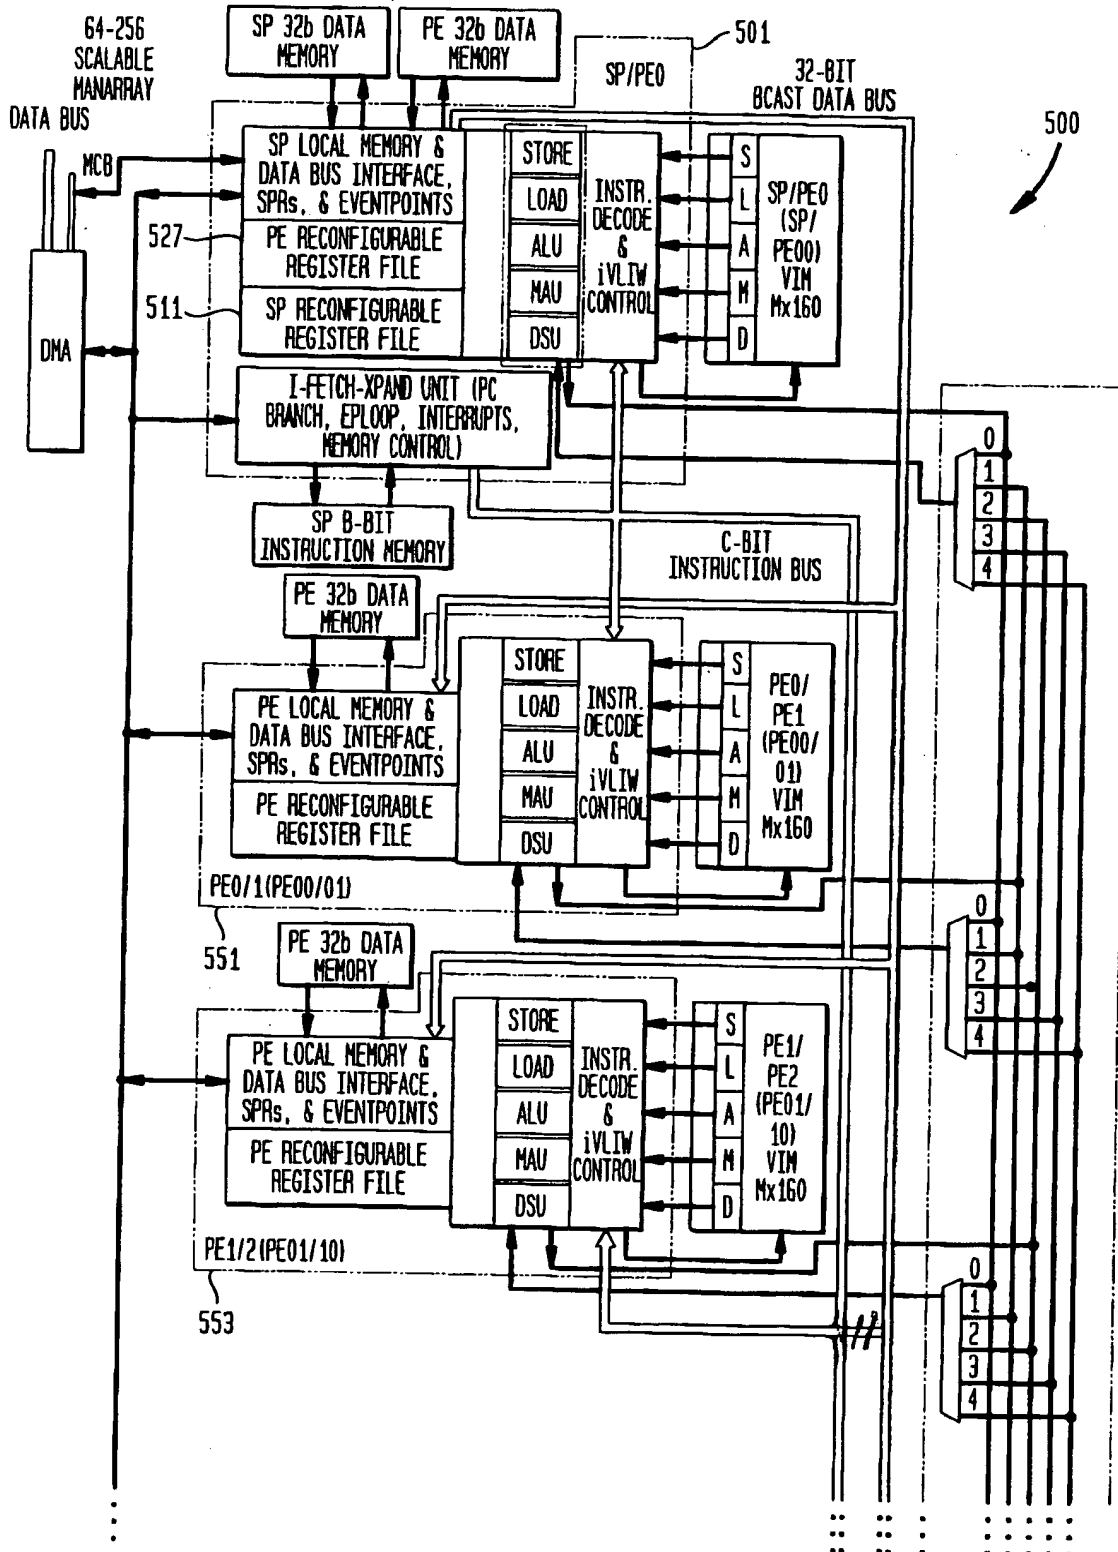 64-256
SCALABLE
MANARRAY
DATA BUS
SP 32b DATA
MEMORY
PE 32b DATA
MEMORY
501
SP/PE0
32-BIT
BCAST DATA BUS
500
MCB
DMA
SP LOCAL MEMORY &
DATA BUS INTERFACE,
SPRs, & EVENTPOINTS
527
PE RECONFIGURABLE
REGISTER FILE
511
SP RECONFIGURABLE
REGISTER FILE
STORE
LOAD
ALU
MAU
DSU
INSTR.
DECODE
&
iVLIW
CONTROL
S
L
A
M
D
SP/PE0
(SP/
PE00)
VIM
Mx160
I-FETCH-XPAND UNIT (PC
BRANCH, EPLOOP, INTERRUPTS,
MEMORY CONTROL)
0
1
2
3
4
SP B-BIT
INSTRUCTION MEMORY
C-BIT
INSTRUCTION BUS
PE 32b DATA
MEMORY
PE LOCAL MEMORY &
DATA BUS INTERFACE,
SPRs, & EVENTPOINTS
PE RECONFIGURABLE
REGISTER FILE
STORE
LOAD
ALU
MAU
DSU
INSTR.
DECODE
&
iVLIW
CONTROL
S
L
A
M
D
PE0/
PE1
(PE00/
01)
VIM
Mx160
PE0/1(PE00/01)
551
0
1
2
3
4
PE 32b DATA
MEMORY
PE LOCAL MEMORY &
DATA BUS INTERFACE,
SPRs, & EVENTPOINTS
PE RECONFIGURABLE
REGISTER FILE
STORE
LOAD
ALU
MAU
DSU
INSTR.
DECODE
&
iVLIW
CONTROL
S
L
A
M
D
PE1/
PE2
(PE01/
10)
VIM
Mx160
PE1/2(PE01/10)
553
0
1
2
3
4